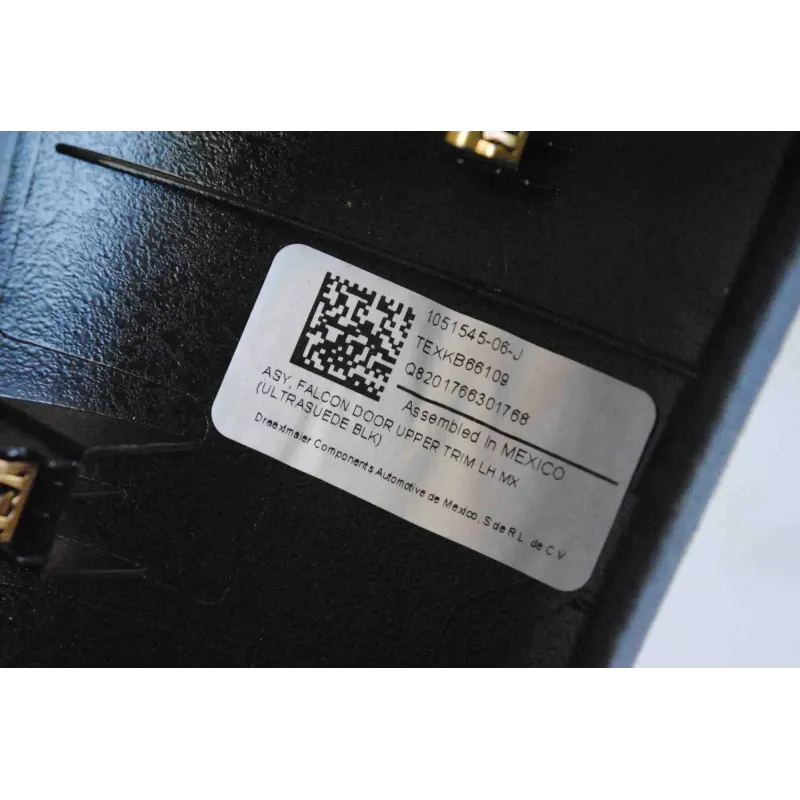 1051545-06-J
TEXKB66109
Q8201766301768
Assembled In MEXICO
ASY, FALCON DOOR UPPER TRIM LH MX
(ULTRASUEDE BLK)
Draexlmaier Components Automotive de Mexico, S de R.L. de C.V